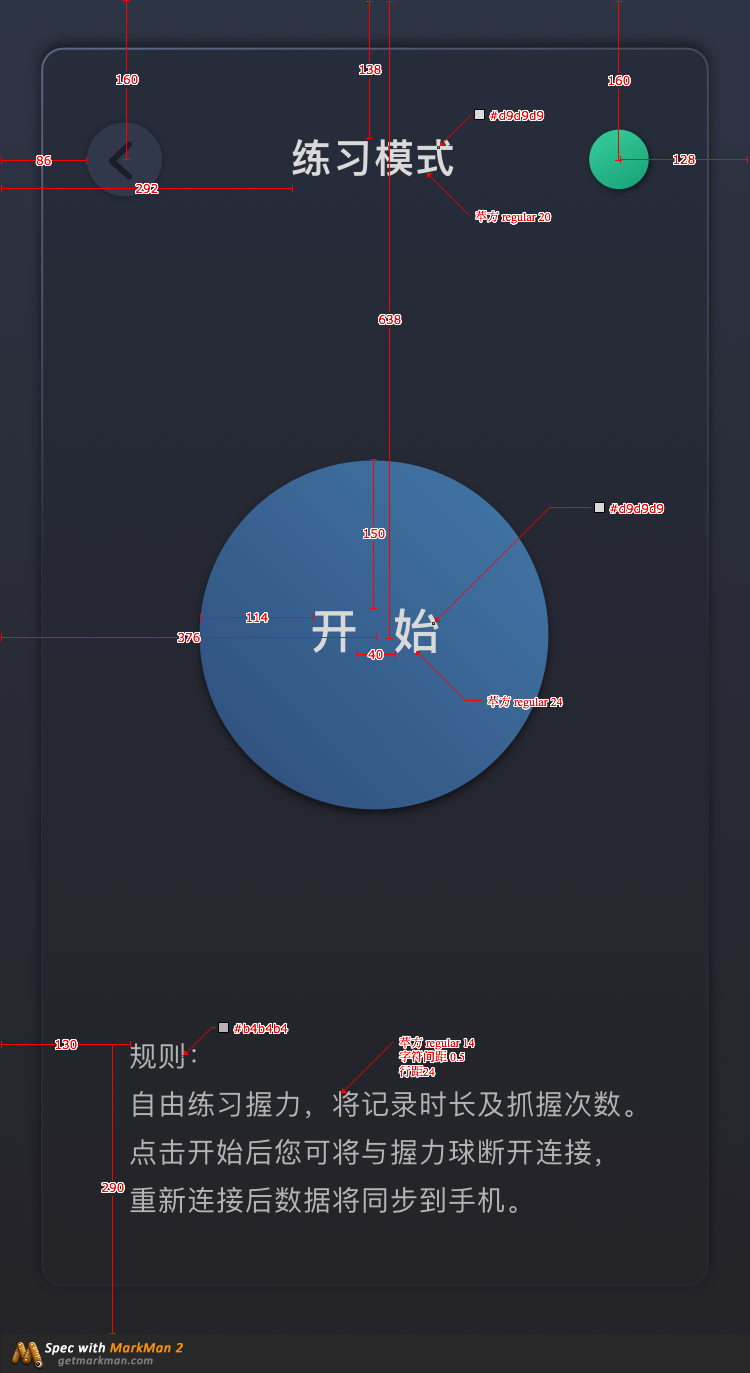 160
138
160
#d9d9d9
练习模式
86
128
292
苹方 regular 20
638
#d9d9d9
150
114
开 始
376
40
苹方 regular 24
#b4b4b4
130
规则：
苹方 regular 14
字符间距 0.5
行距24
自由练习握力，将记录时长及抓握次数。
点击开始后您可将与握力球断开连接，
290
重新连接后数据将同步到手机。
Spec with MarkMan 2
getmarkman.com